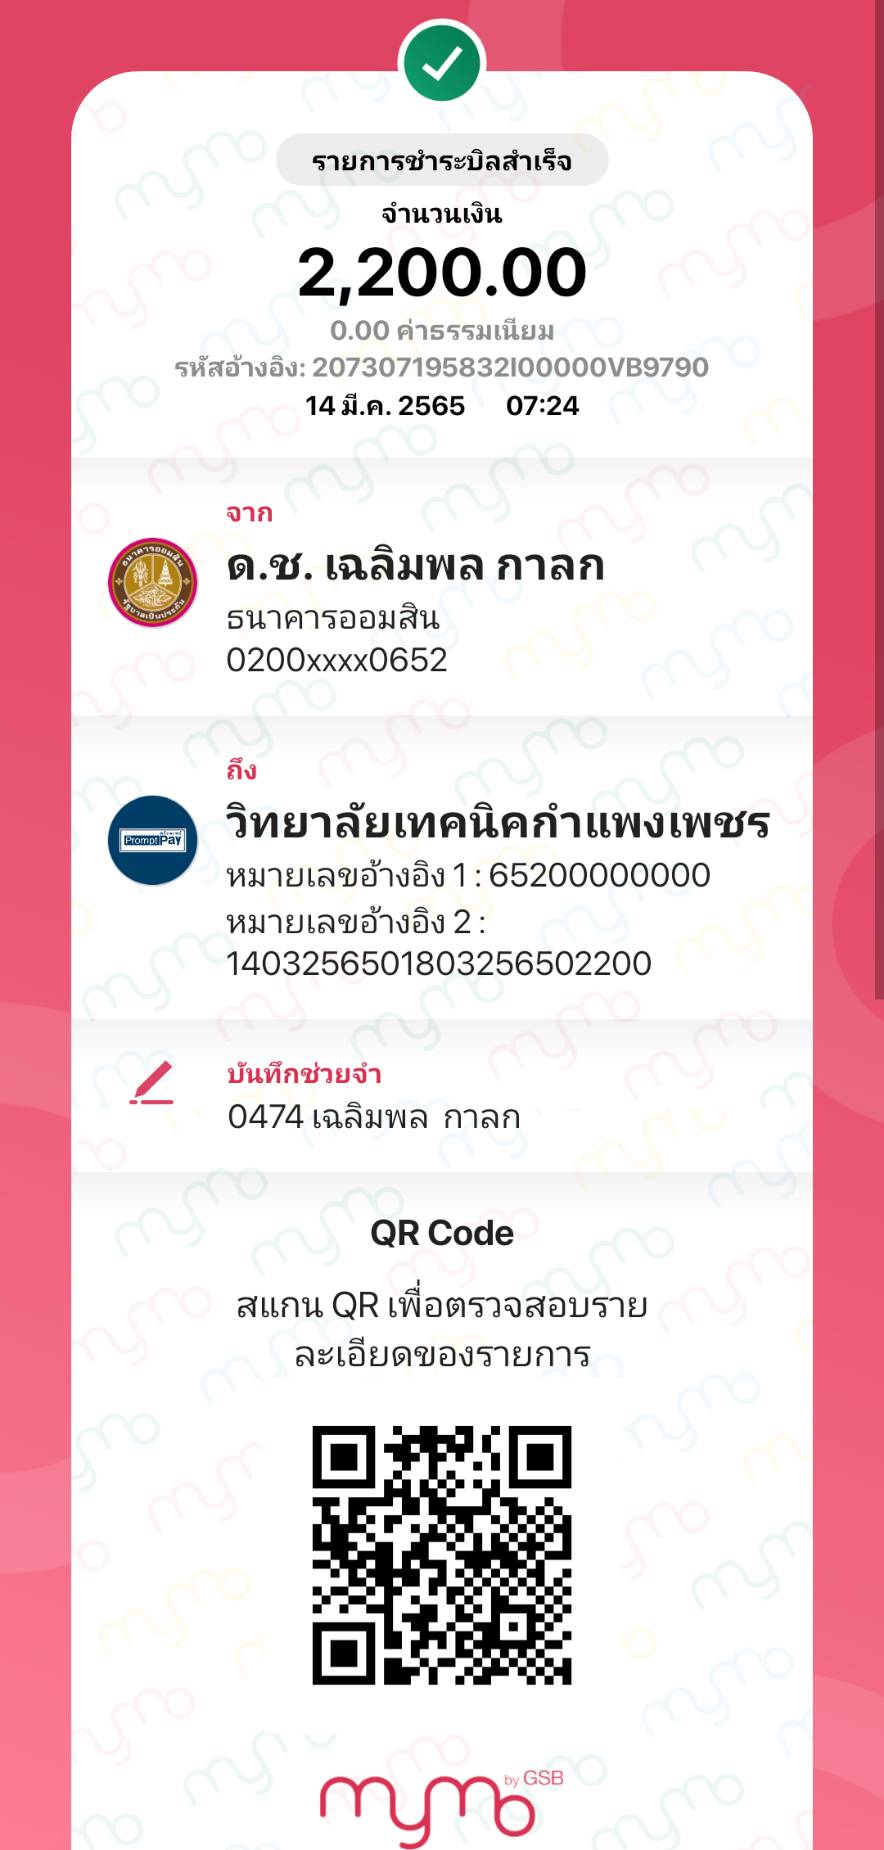 รายการชำระบิลสำเร็จ
จำนวนเงิน
2,200.00
0.00 ค่าธรรมเนียม
รหัสอ้างอิง: 207307195832I00000VB9790
14 มี.ค. 2565 07:24
จาก
ด.ช. เฉลิมพล กาลก
ธนาคารออมสิน
0200xxxx0652
ถึง
วิทยาลัยเทคนิคกำแพงเพชร
หมายเลขอ้างอิง 1 : 65200000000
หมายเลขอ้างอิง 2 :
1403256501803256502200
PromptPay
บันทึกช่วยจำ
0474 เฉลิมพล กาลก
QR Code
สแกน QR เพื่อตรวจสอบราย
ละเอียดของรายการ
mymo by GSB